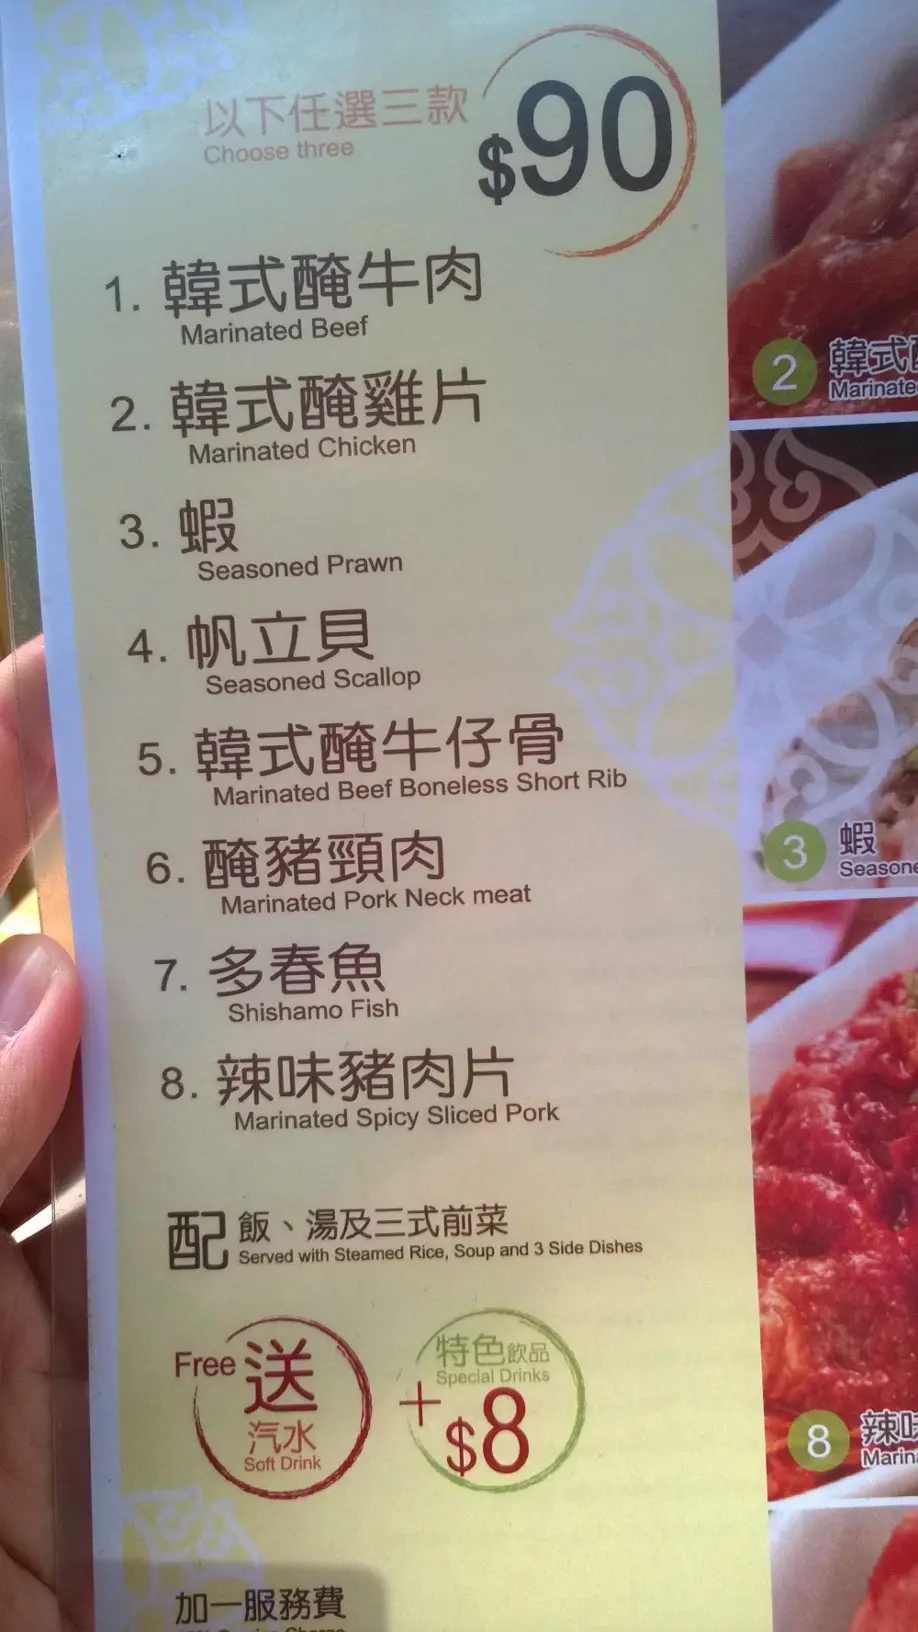 以下任選三款
Choose three
$90
1. 韓式醃牛肉
Marinated Beef
2. 韓式醃雞片
Marinated Chicken
3. 蝦
Seasoned Prawn
4. 帆立貝
Seasoned Scallop
5. 韓式醃牛仔骨
Marinated Beef Boneless Short Rib
6. 醃豬頸肉
Marinated Pork Neck meat
7. 多春魚
Shishamo Fish
8. 辣味豬肉片
Marinated Spicy Sliced Pork
配 飯、湯及三式前菜
Served with Steamed Rice, Soup and 3 Side Dishes
Free 送
汽水
Soft Drink
特色飲品
Special Drinks
+$8
加一服務費
2 韓式
Marinate
3 蝦
Seasone
8 辣
Marin